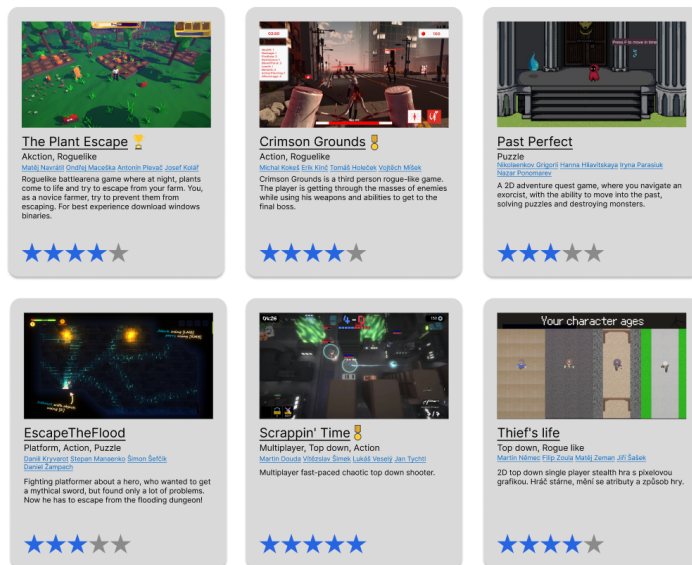 The Plant Escape
Akction, Roguelike
Matěj Navrátil Ondřej Maceška Antonín Plevač Josef Kolář
Roguelike battlearena game where at night, plants
come to life and try to escape from your farm. You,
as a novice farmer, try to prevent them from
escaping. For best experience download windows
binaries.
Crimson Grounds
Action, Roguelike
Michal Kokeš Erik Kinč Tomáš Holeček Vojtěch Míšek
Crimson Grounds is a third person rogue-like game.
The player is getting through the masses of enemies
while using his weapons and abilities to get to the
final boss.
Past Perfect
Puzzle
Nikolaenkov Grigorii Hanna Hliavitskaya Iryna Parasiuk
Nazar Ponomarev
A 2D adventure quest game, where you navigate an
exorcist, with the ability to move into the past,
solving puzzles and destroying monsters.
EscapeTheFlood
Platform, Action, Puzzle
Daniil Kryvarot Stepan Manaenko Šimon Šefčík
Daniel Žampach
Fighting platformer about a hero, who wanted to get
a mythical sword, but found only a lot of problems.
Now he has to escape from the flooding dungeon!
04:26
Scrappin' Time
Multiplayer, Top down, Action
Martin Douda Vítězslav Šimek Lukáš Veselý Jan Tychtl
Multiplayer fast-paced chaotic top down shooter.
Your character ages
Thief's life
Top down, Rogue like
Martin Němec Filip Zoula Matěj Zeman Jiří Šašek
2D top down single player stealth hra s pixelovou
grafikou. Hráč stárne, mění se atributy a způsob hry.